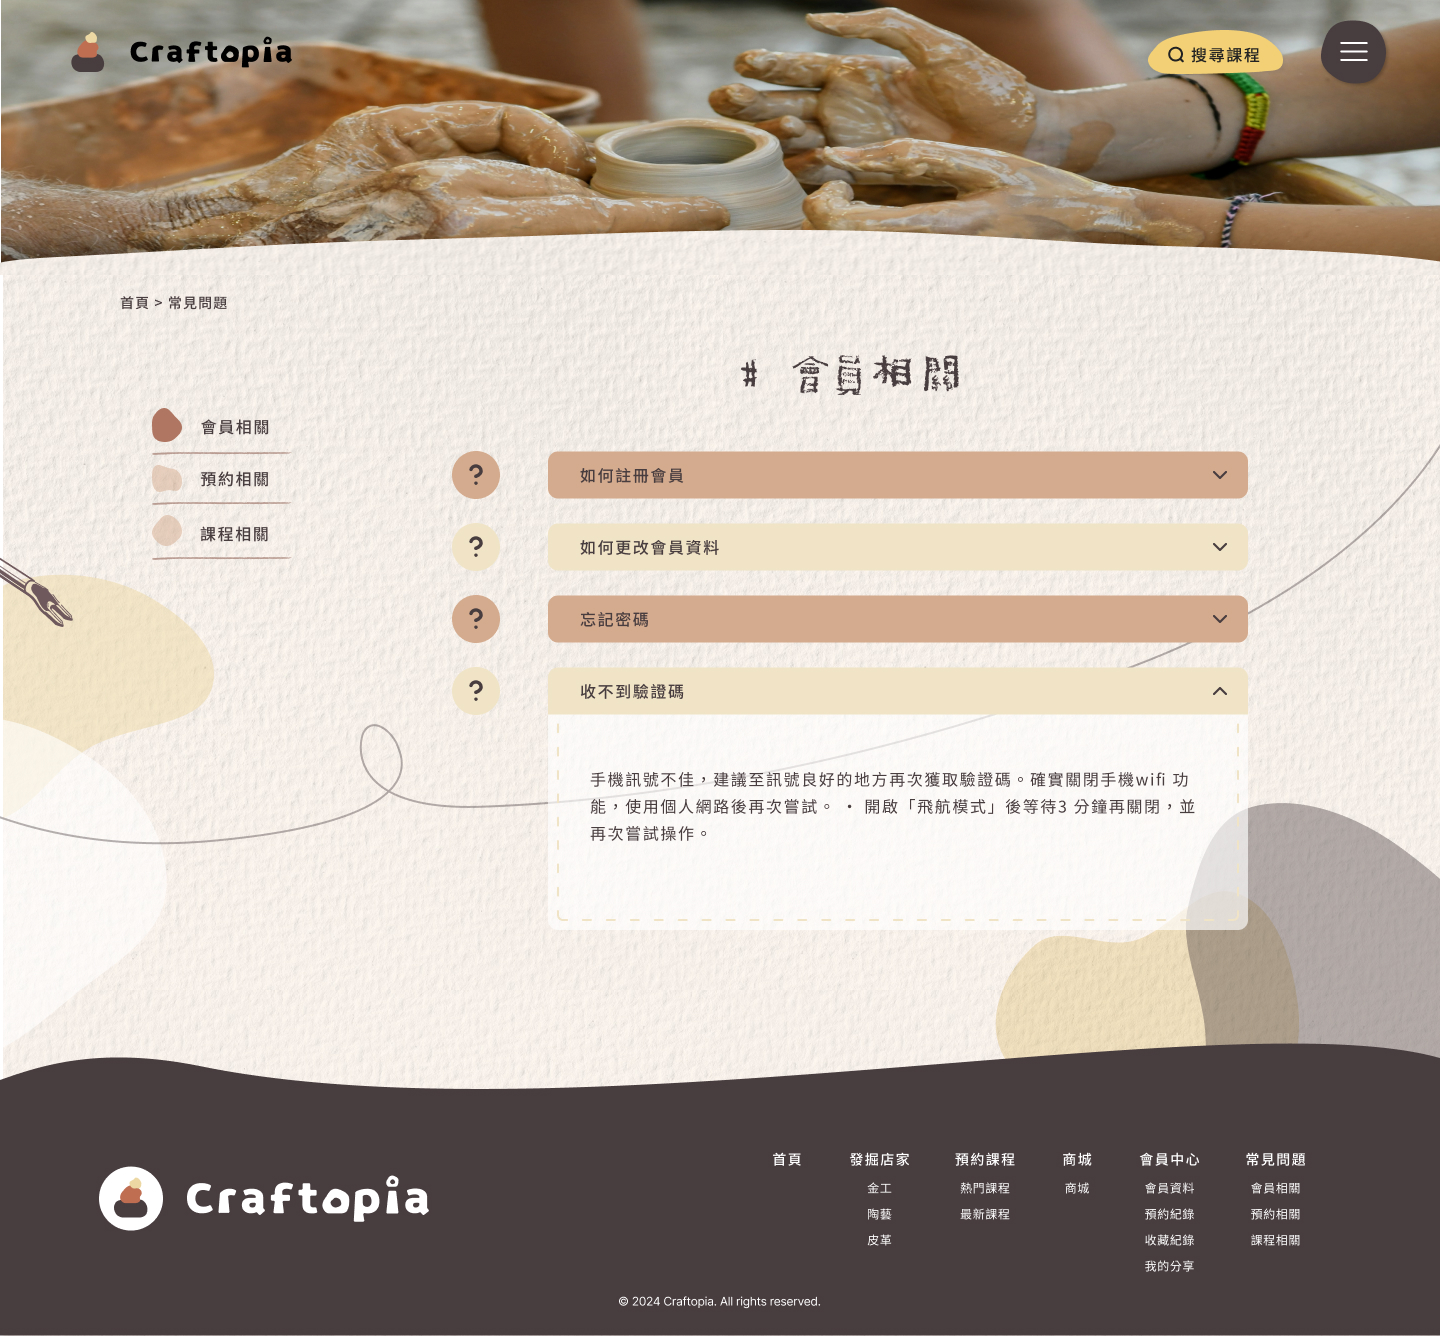 Craftopia
搜尋課程
首頁 > 常見問題
# 會員相關
會員相關
預約相關
課程相關
? 如何註冊會員
? 如何更改會員資料
? 忘記密碼
? 收不到驗證碼
手機訊號不佳，建議至訊號良好的地方再次獲取驗證碼。確實關閉手機wifi 功
能，使用個人網路後再次嘗試。 • 開啟「飛航模式」後等待3 分鐘再關閉，並
再次嘗試操作。
Craftopia
首頁 發掘店家 預約課程 商城 會員中心 常見問題
金工 熱門課程 商城 會員資料 會員相關
陶藝 最新課程 預約紀錄 預約相關
皮革 收藏紀錄 課程相關
我的分享
© 2024 Craftopia. All rights reserved.